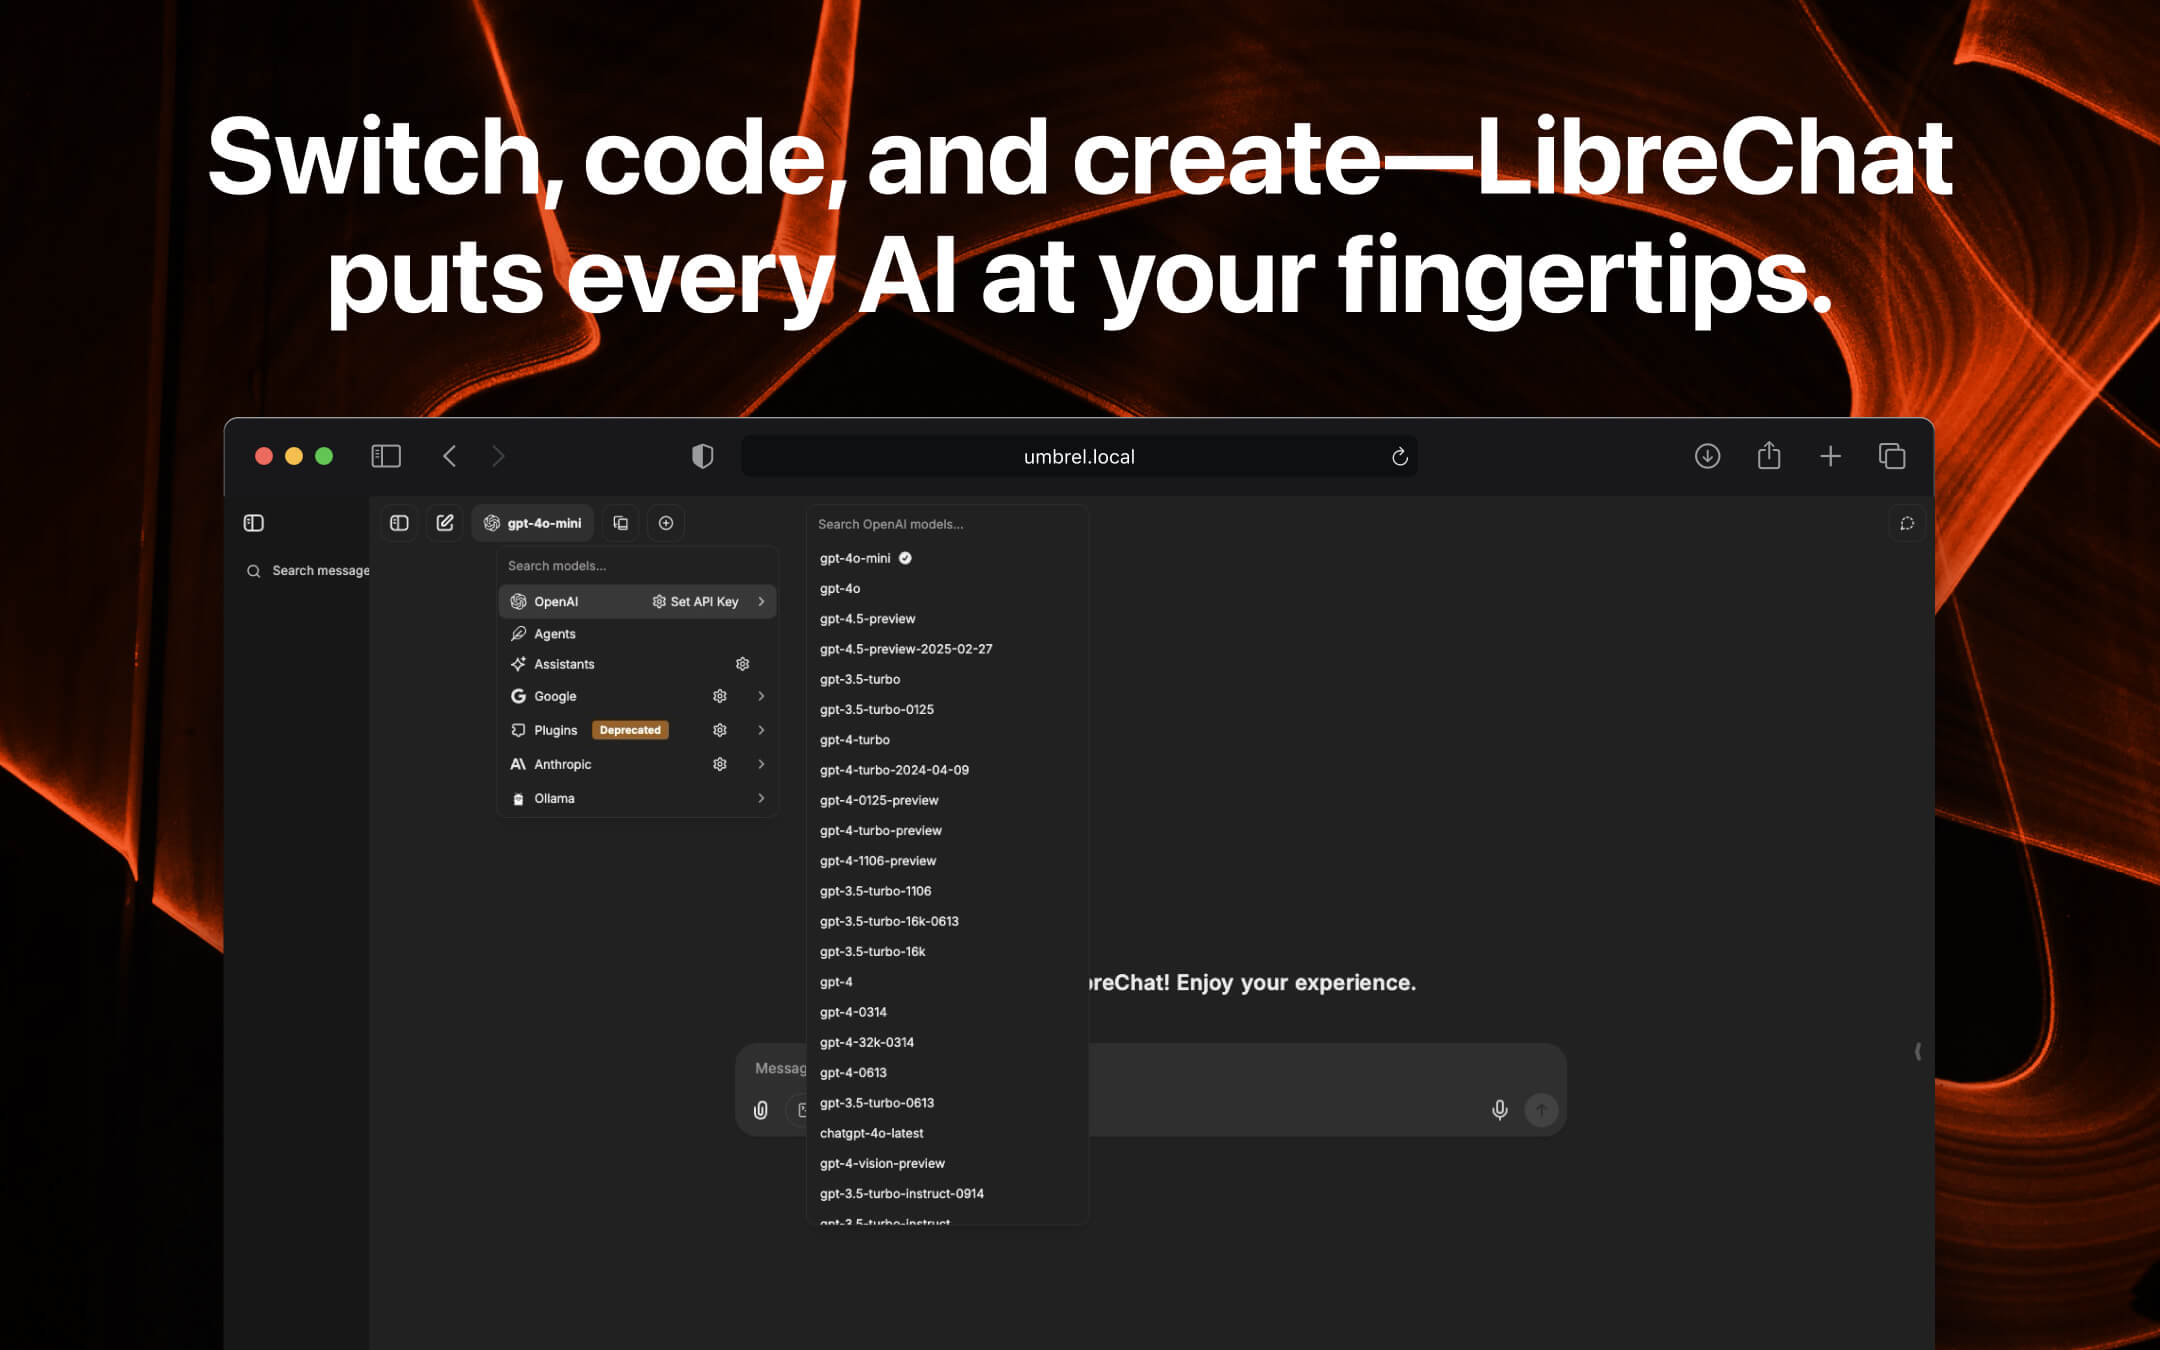 Switch, code, and create—LibreChat
puts every AI at your fingertips.
umbrel.local
Search message
gpt-4o-mini
Search models...
OpenAI Set API Key
Agents
Assistants
Google
Plugins Deprecated
Anthropic
Ollama
Search OpenAI models...
gpt-4o-mini
gpt-4o
gpt-4.5-preview
gpt-4.5-preview-2025-02-27
gpt-3.5-turbo
gpt-3.5-turbo-0125
gpt-4-turbo
gpt-4-turbo-2024-04-09
gpt-4-0125-preview
gpt-4-turbo-preview
gpt-4-1106-preview
gpt-3.5-turbo-1106
gpt-3.5-turbo-16k-0613
gpt-3.5-turbo-16k
gpt-4
gpt-4-0314
gpt-4-32k-0314
gpt-4-0613
gpt-3.5-turbo-0613
chatgpt-4o-latest
gpt-4-vision-preview
gpt-3.5-turbo-instruct-0914
gpt-3.5-turbo-instruct
breChat! Enjoy your experience.
Messag